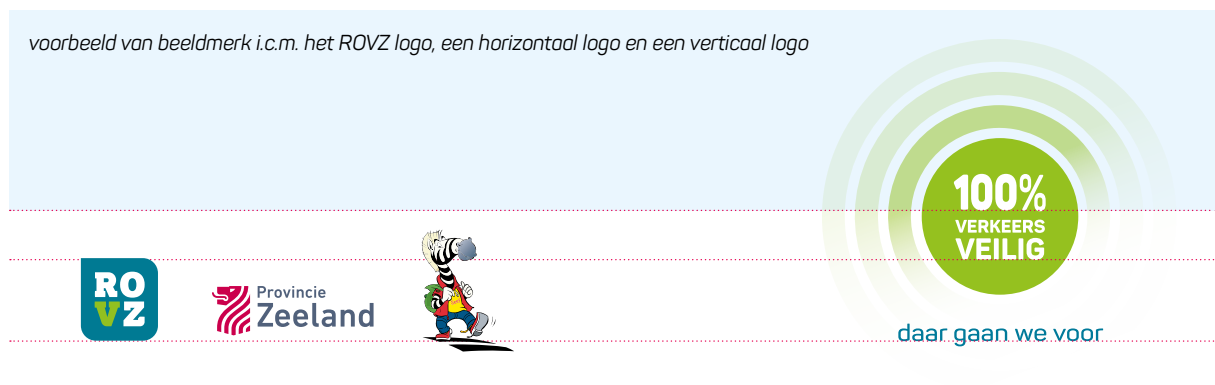 voorbeeld van beeldmerk i.c.m. het ROVZ logo, een horizontaal logo en een verticaal logo
100%
VERKEERS
VEILIG
RO
VZ
Provincie
Zeeland
daar gaan we voor